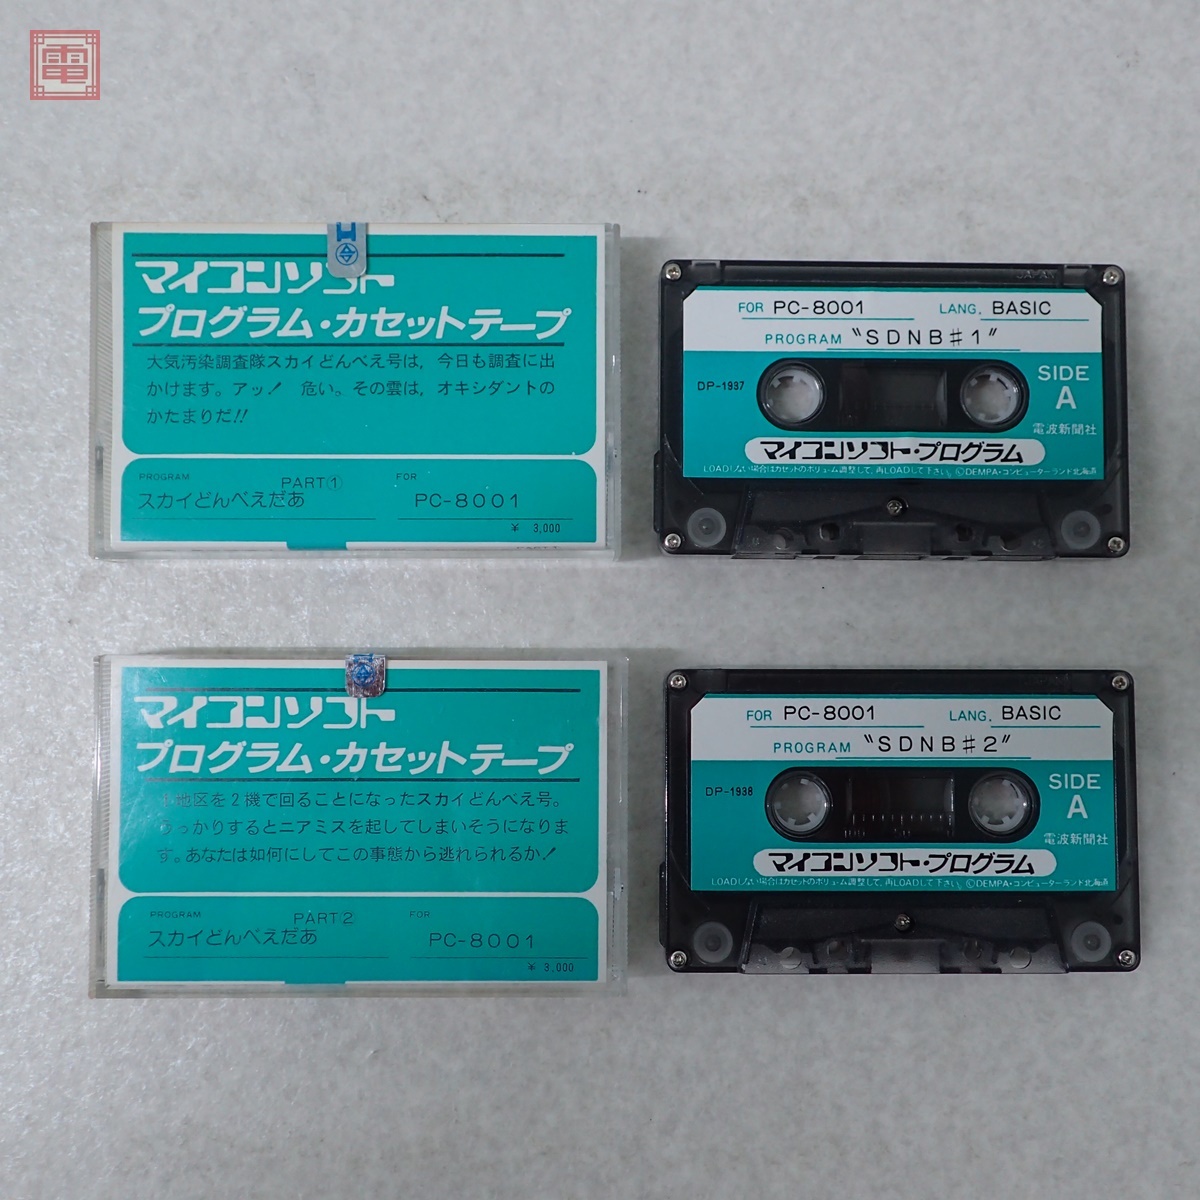 電
マイコンソフト
プログラム・カセットテープ
大気汚染調査隊スカイどんべえ号は，今日も調査に出
かけます。アッ！ 危い。その雲は，オキシダントの
かたまりだ!!
PROGRAM PART① FOR
スカイどんべえだあ PC-8001
¥ 3,000
JAPAN
FOR PC-8001 LANG. BASIC
PROGRAM "SDNB#1"
DP-1937
SIDE
A
電波新聞社
マイコンソフト・プログラム
LOADしない場合はカセットのボリューム調整して，再LOADして下さい。©DEMPA・コンピューターランド北海道
マイコンソフト
プログラム・カセットテープ
地区を2機で回ることになったスカイどんべえ号。
うっかりするとニアミスを起してしまいそうになりま
す。あなたは如何にしてこの事態から逃れられるか！
PROGRAM PART2 FOR
スカイどんべえだあ PC-8001
¥ 3,000
FOR PC-8001 LANG. BASIC
PROGRAM "SDNB#2"
DP-1938
SIDE
A
電波新聞社
マイコンソフト・プログラム
LOADしない場合はカセットのボリューム調整して，再LOADして下さい。©DEMPA・コンピューターランド北海道